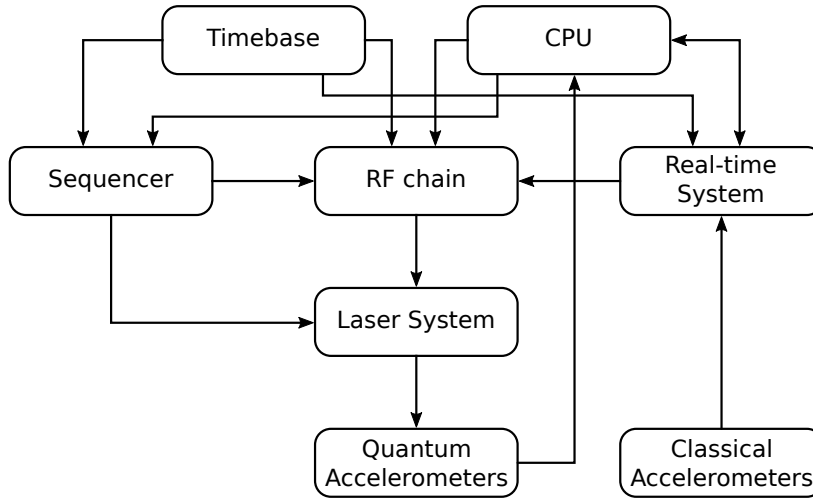 Timebase
CPU
Sequencer
RF chain
Real-time
System
Laser System
Quantum
Accelerometers
Classical
Accelerometers